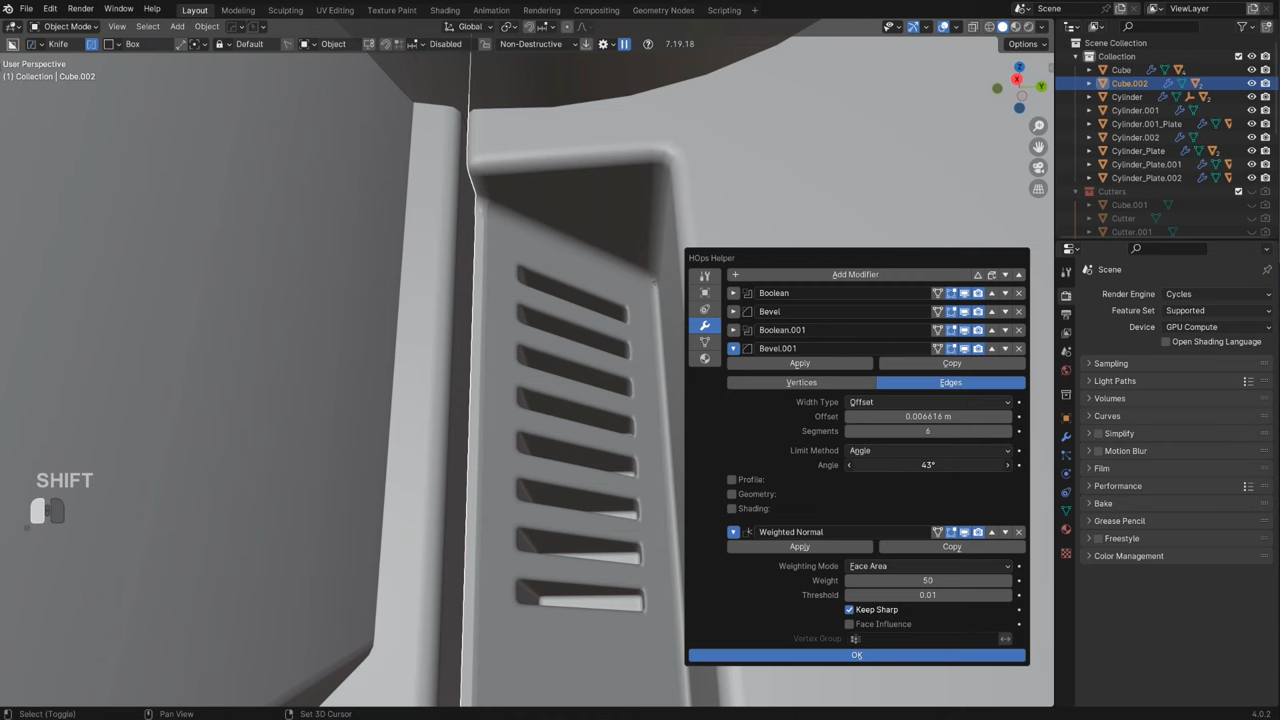 File Edit Render Window Help Layout Modeling Sculpting UV Editing Texture Paint Shading Animation Rendering Compositing Geometry Nodes Scripting Scene ViewLayer
Object Mode View Select Add Object Global
Knife Box Default Object Disabled Non-Destructive 7.19.18 Options
User Perspective
(1) Collection | Cube.002
Scene Collection
Collection
Cube
Cube.002
Cylinder
Cylinder.001
Cylinder.001_Plate
Cylinder.002
Cylinder_Plate
Cylinder_Plate.001
Cylinder_Plate.002
Cutters
Cube.001
Cutter
Cutter.001
X
Y
Z
HOps Helper
Add Modifier
Boolean
Bevel
Boolean.001
Bevel.001
Apply Copy
Vertices Edges
Width Type Offset
Offset 0.006616 m
Segments 6
Limit Method Angle
Angle 43°
Profile:
Geometry:
Shading:
Weighted Normal
Apply Copy
Weighting Mode Face Area
Weight 50
Threshold 0.01
Keep Sharp
Face Influence
Vertex Group
OK
SHIFT
Scene
Render Engine Cycles
Feature Set Supported
Device GPU Compute
Open Shading Language
Sampling
Light Paths
Volumes
Curves
Simplify
Motion Blur
Film
Performance
Bake
Grease Pencil
Freestyle
Color Management
Select (Toggle) Pan View Set 3D Cursor 4.0.2